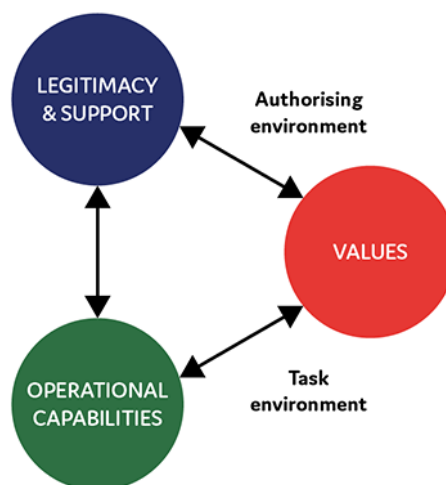 LEGITIMACY
& SUPPORT
Authorising
environment
VALUES
OPERATIONAL
CAPABILITIES
Task
environment